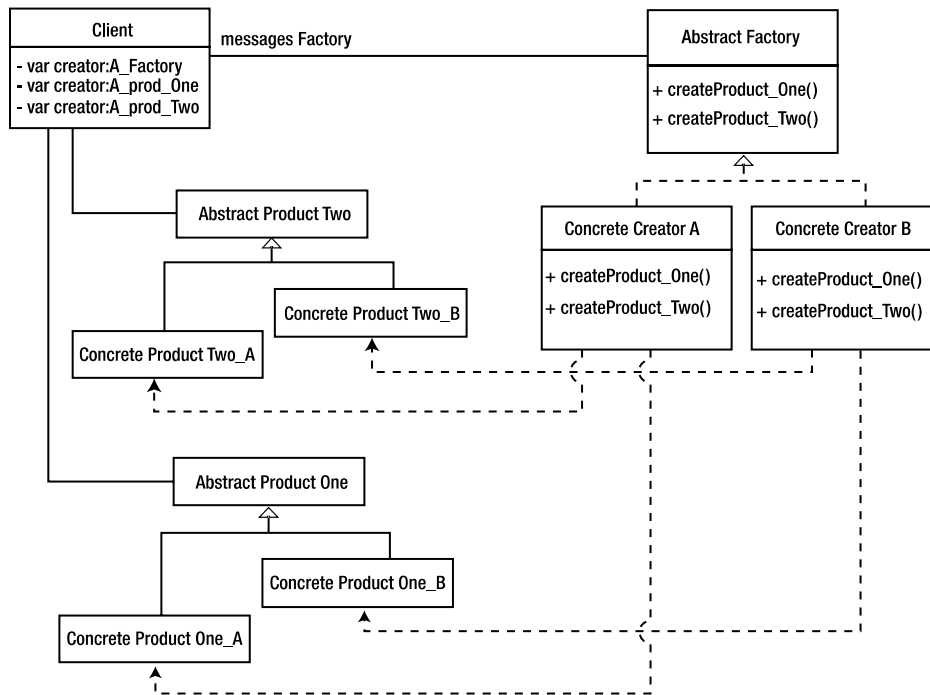 Client
- var creator:A_Factory
- var creator:A_prod_One
- var creator:A_prod_Two
messages Factory
Abstract Factory
+ createProduct_One()
+ createProduct_Two()
Abstract Product Two
Concrete Product Two_B
Concrete Product Two_A
Concrete Creator A
+ createProduct_One()
+ createProduct_Two()
Concrete Creator B
+ createProduct_One()
+ createProduct_Two()
Abstract Product One
Concrete Product One_B
Concrete Product One_A